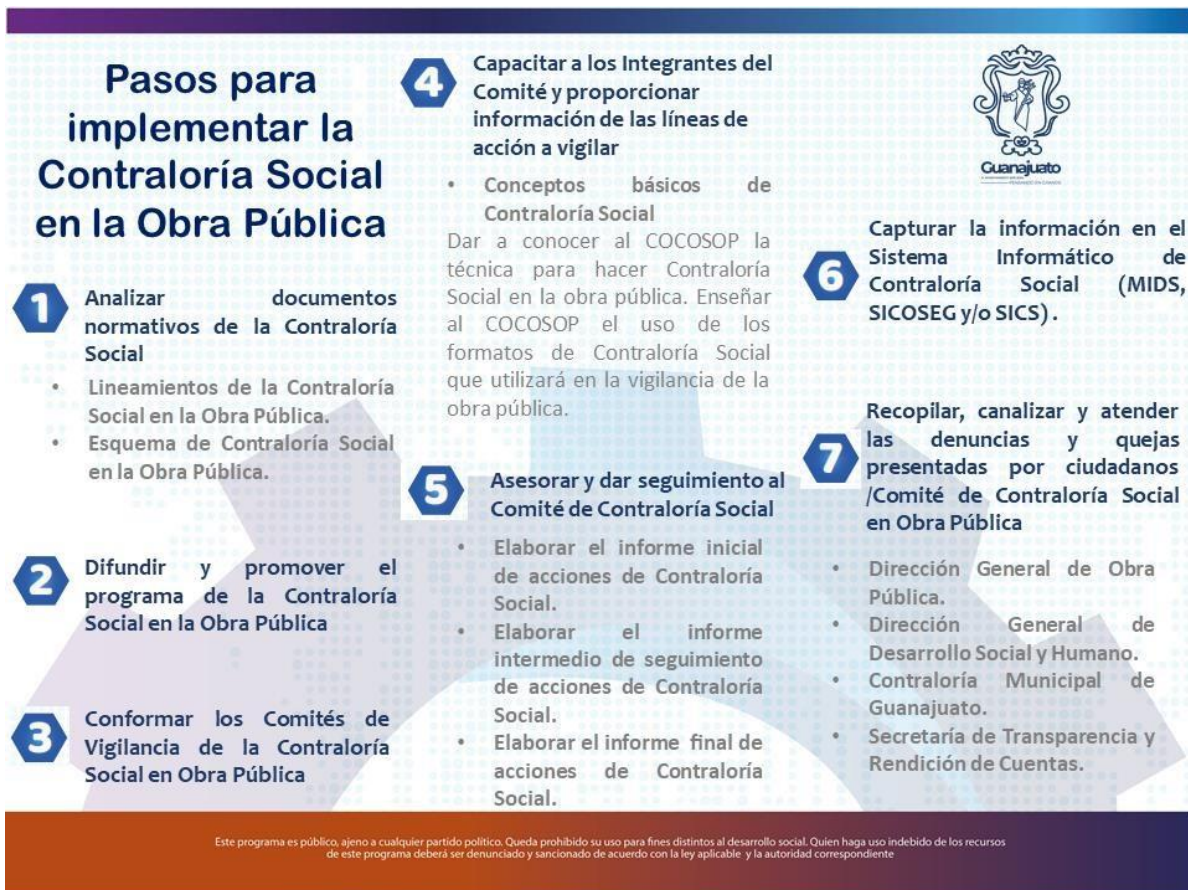 Pasos para
implementar la
Contraloría Social
en la Obra Pública
1
Analizar documentos
normativos de la Contraloría
Social
• Lineamientos de la Contraloría
Social en la Obra Pública.
• Esquema de Contraloría Social
en la Obra Pública.
2
Difundir y promover el
programa de la Contraloría
Social en la Obra Pública
3
Conformar los Comités de
Vigilancia de la Contraloría
Social en Obra Pública
4
Capacitar a los Integrantes del
Comité y proporcionar
información de las líneas de
acción a vigilar
• Conceptos básicos de
Contraloría Social
Dar a conocer al COCOSOP la
técnica para hacer Contraloría
Social en la obra pública. Enseñar
al COCOSOP el uso de los
formatos de Contraloría Social
que utilizará en la vigilancia de la
obra pública.
5
Asesorar y dar seguimiento al
Comité de Contraloría Social
• Elaborar el informe inicial
de acciones de Contraloría
Social.
• Elaborar el informe
intermedio de seguimiento
de acciones de Contraloría
Social.
• Elaborar el informe final de
acciones de Contraloría
Social.
Guanajuato
6
Capturar la información en el
Sistema Informático de
Contraloría Social (MIDS,
SICOSEG y/o SICS) .
7
Recopilar, canalizar y atender
las denuncias y quejas
presentadas por ciudadanos
/Comité de Contraloría Social
en Obra Pública
• Dirección General de Obra
Pública.
• Dirección General de
Desarrollo Social y Humano.
• Contraloría Municipal de
Guanajuato.
• Secretaría de Transparencia y
Rendición de Cuentas.
Este programa es público, ajeno a cualquier partido político. Queda prohibido su uso para fines distintos al desarrollo social. Quien haga uso indebido de los recursos
de este programa deberá ser denunciado y sancionado de acuerdo con la ley aplicable y la autoridad correspondiente